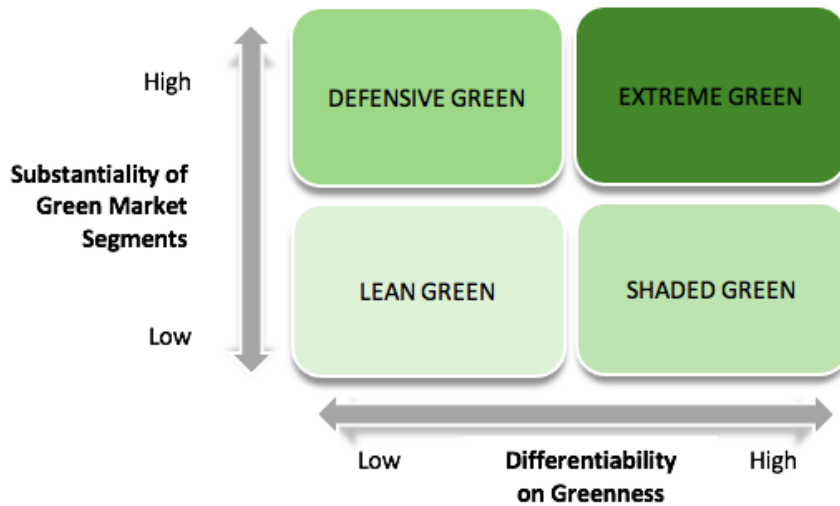 DEFENSIVE GREEN
EXTREME GREEN
High
Substantiality of
Green Market
Segments
LEAN GREEN
SHADED GREEN
Low
Low
Differentiability
on Greenness
High